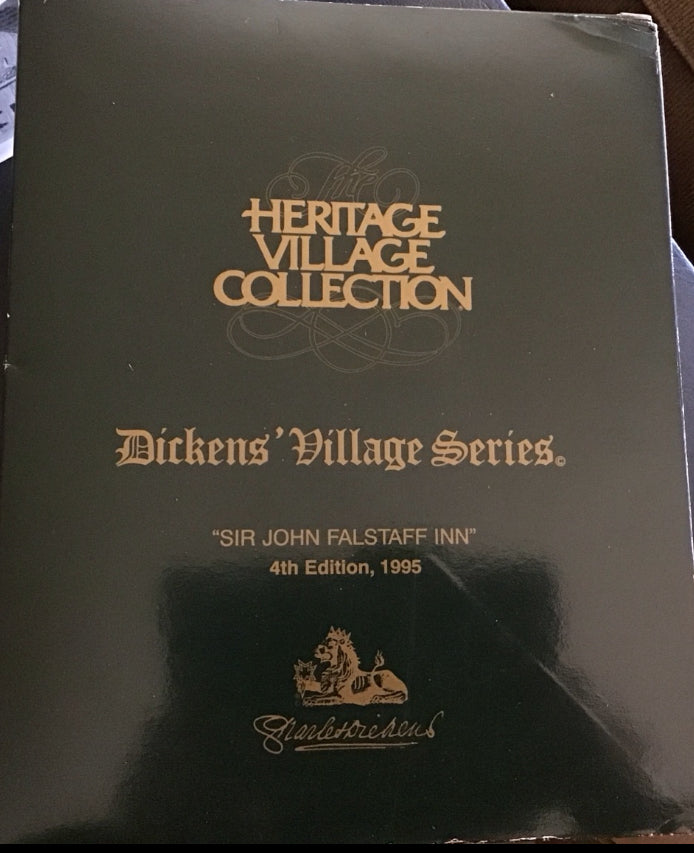 The
HERITAGE
VILLAGE
COLLECTION
Dickens' Village Series©
“SIR JOHN FALSTAFF INN”
4th Edition, 1995
Charles Dickens